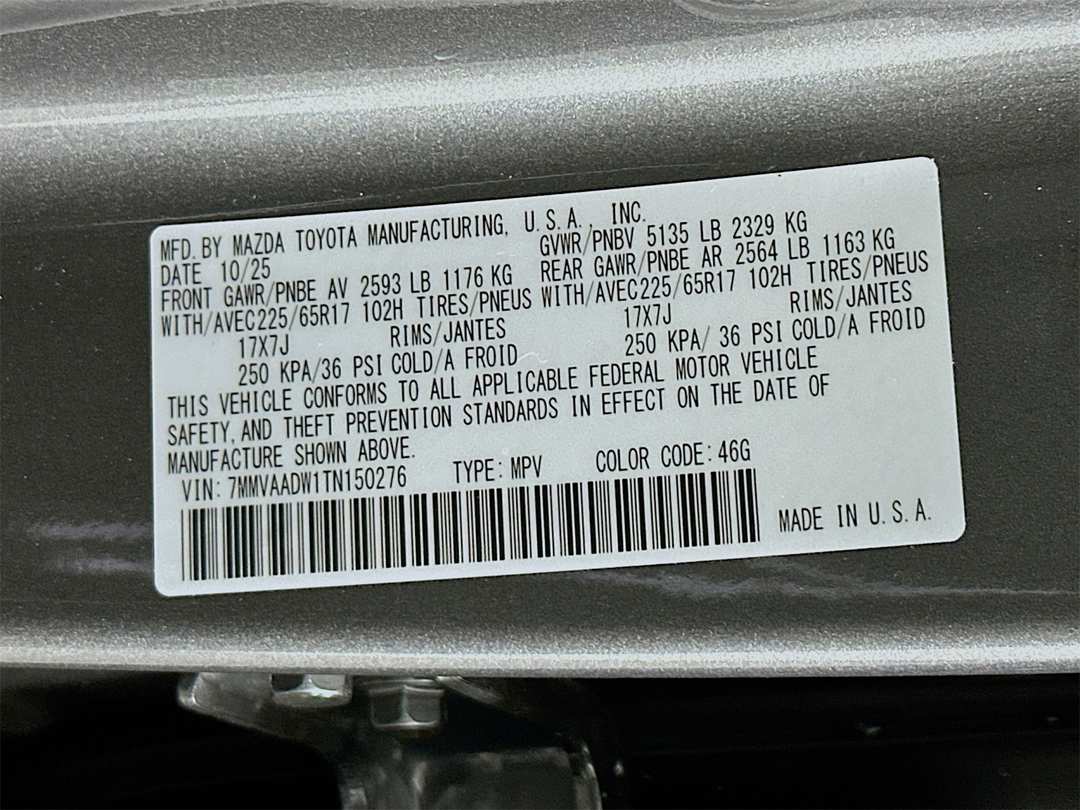 MFD. BY MAZDA TOYOTA MANUFACTURING, U.S.A., INC.
DATE 10/25 GVWR/PNBV 5135 LB 2329 KG
FRONT GAWR/PNBE AV 2593 LB 1176 KG REAR GAWR/PNBE AR 2564 LB 1163 KG
WITH/AVEC225/65R17 102H TIRES/PNEUS WITH/AVEC225/65R17 102H TIRES/PNEUS
17X7J RIMS/JANTES 17X7J RIMS/JANTES
250 KPA/36 PSI COLD/A FROID 250 KPA/ 36 PSI COLD/A FROID
THIS VEHICLE CONFORMS TO ALL APPLICABLE FEDERAL MOTOR VEHICLE
SAFETY, AND THEFT PREVENTION STANDARDS IN EFFECT ON THE DATE OF
MANUFACTURE SHOWN ABOVE.
VIN: 7MMVAADW1TN150276 TYPE: MPV COLOR CODE: 46G
MADE IN U.S.A.